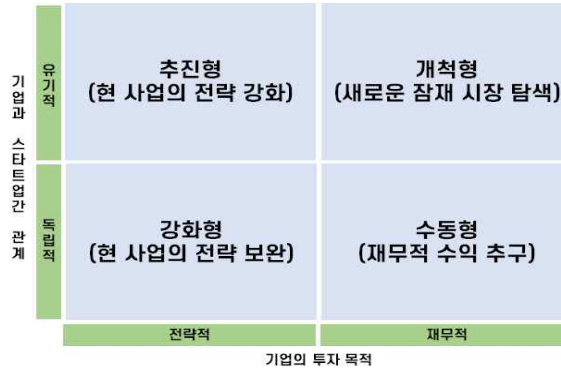 기업과 스타트업간 관계
유기적
추진형
(현 사업의 전략 강화)
개척형
(새로운 잠재 시장 탐색)
독립적
강화형
(현 사업의 전략 보완)
수동형
(재무적 수익 추구)
전략적
재무적
기업의 투자 목적